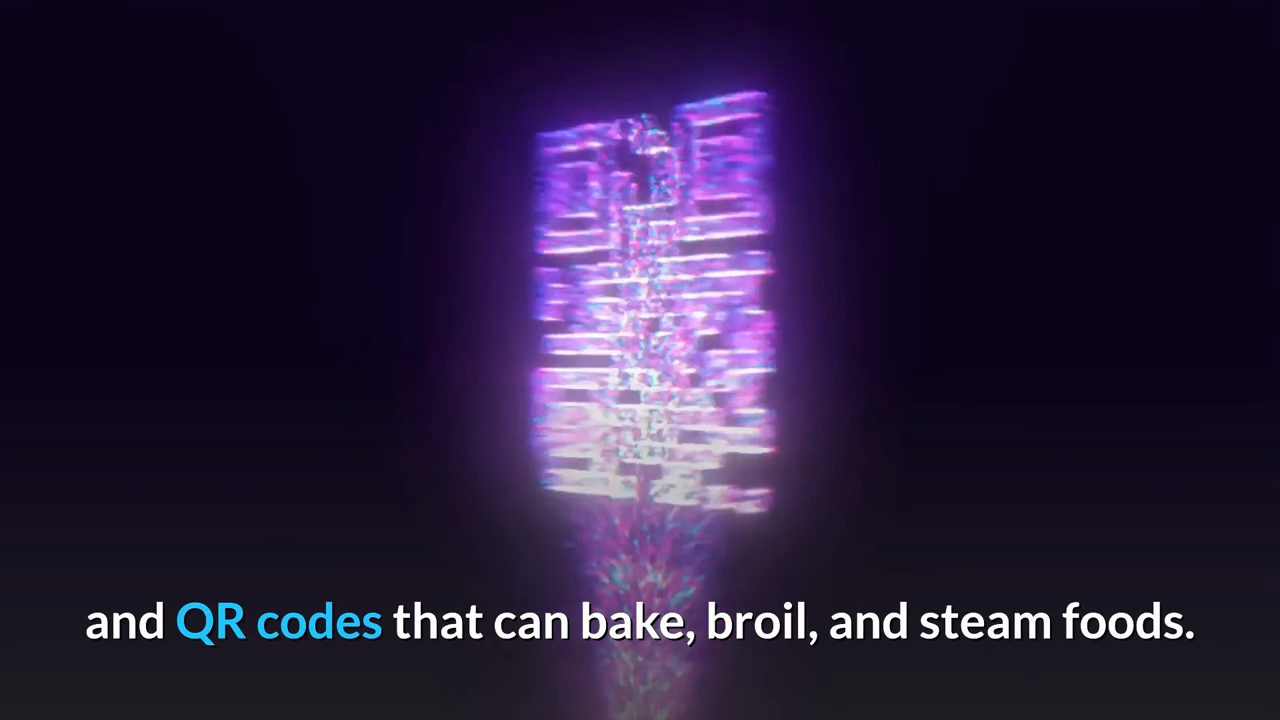 and QR codes that can bake, broil, and steam foods.